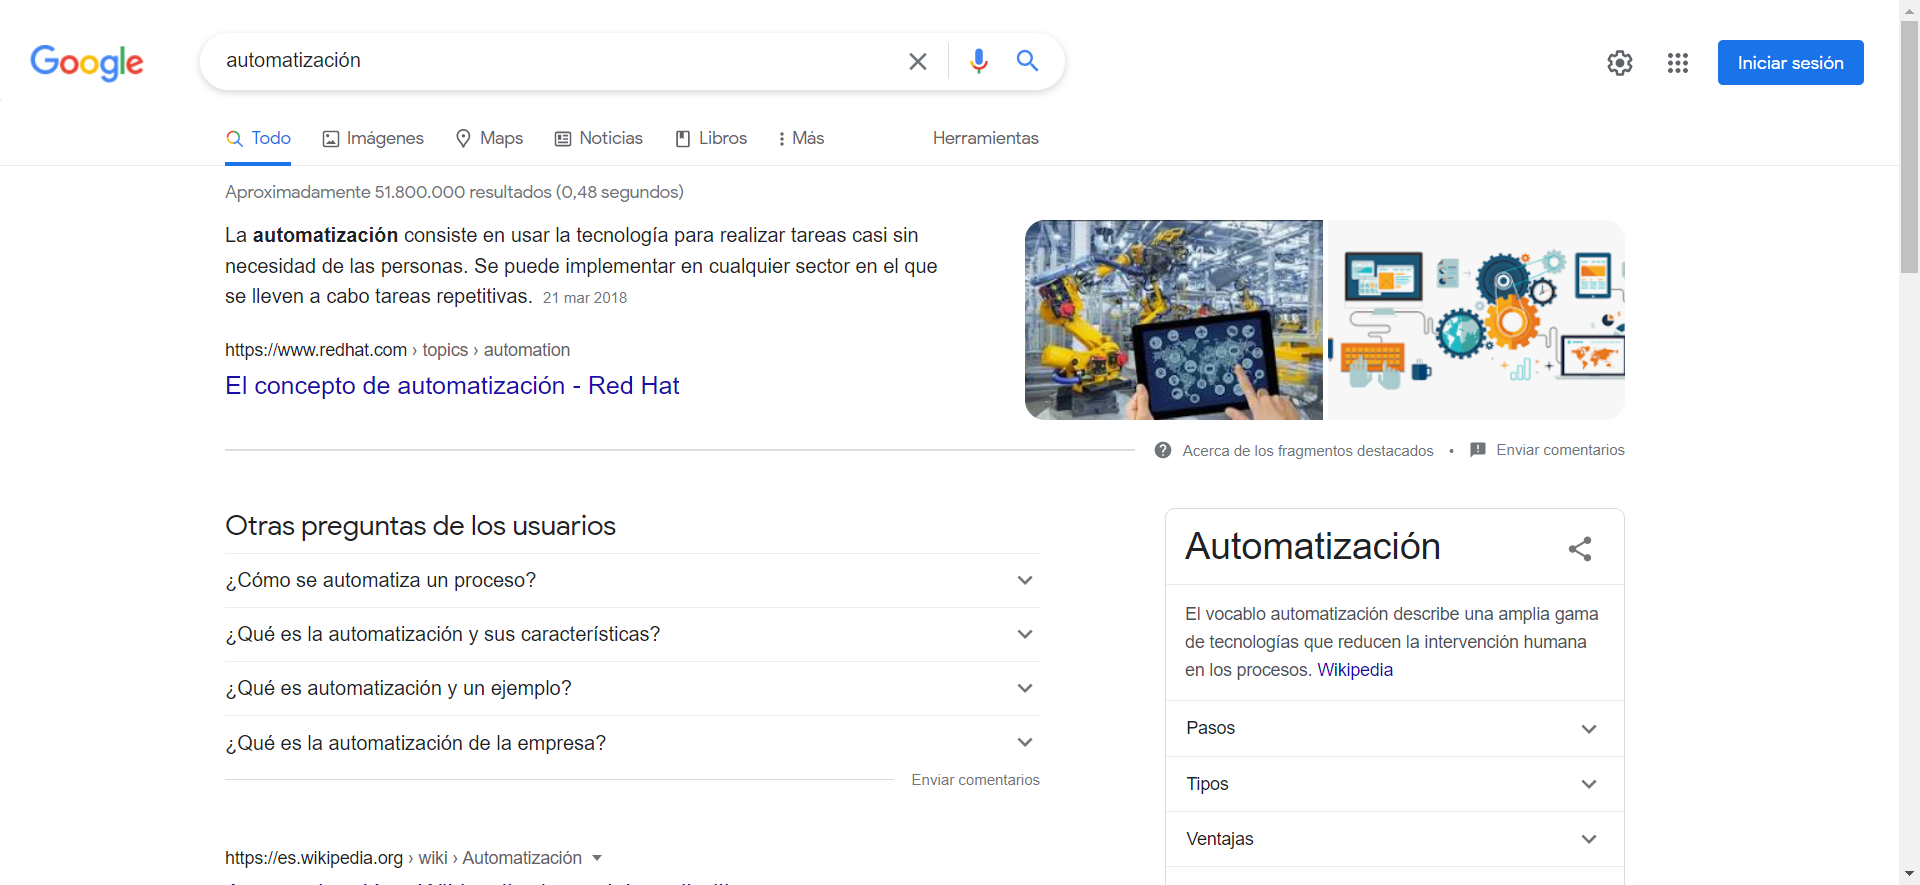 Google
automatización
Iniciar sesión
Todo
Imágenes
Maps
Noticias
Libros
Más
Herramientas
Aproximadamente 51.800.000 resultados (0,48 segundos)
La automatización consiste en usar la tecnología para realizar tareas casi sin
necesidad de las personas. Se puede implementar en cualquier sector en el que
se lleven a cabo tareas repetitivas. 21 mar 2018
https://www.redhat.com › topics › automation
El concepto de automatización - Red Hat
Acerca de los fragmentos destacados • Enviar comentarios
Otras preguntas de los usuarios
¿Cómo se automatiza un proceso?
¿Qué es la automatización y sus características?
¿Qué es automatización y un ejemplo?
¿Qué es la automatización de la empresa?
Enviar comentarios
https://es.wikipedia.org › wiki › Automatización
Automatización
El vocablo automatización describe una amplia gama
de tecnologías que reducen la intervención humana
en los procesos. Wikipedia
Pasos
Tipos
Ventajas